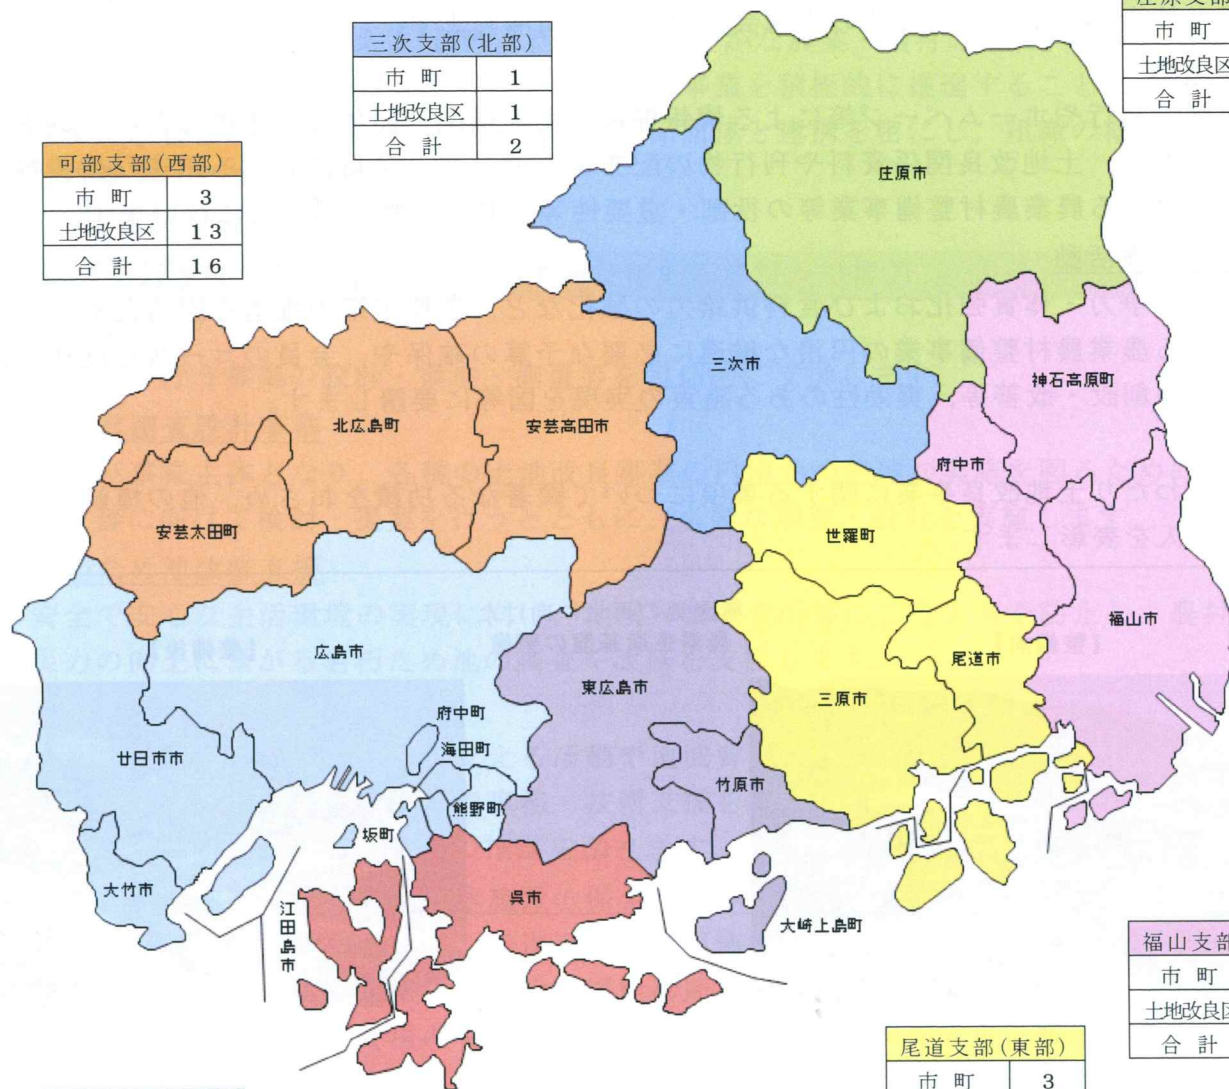 三次支部(北部)
市町 1
土地改良区 1
合計 2
市町
土地改良区
合計
可部支部(西部)
市町 3
土地改良区 13
合計 16
庄原市
三次市
神石高原町
北広島町
安芸高田市
府中市
安芸太田町
世羅町
福山市
広島市
東広島市
尾道市
三原市
府中町
海田町
廿日市市
竹原市
熊野町
坂町
大竹市
呉市
江田島市
大崎上島町
福山支部
市町
土地改良区
合計
尾道支部(東部)
市町 3